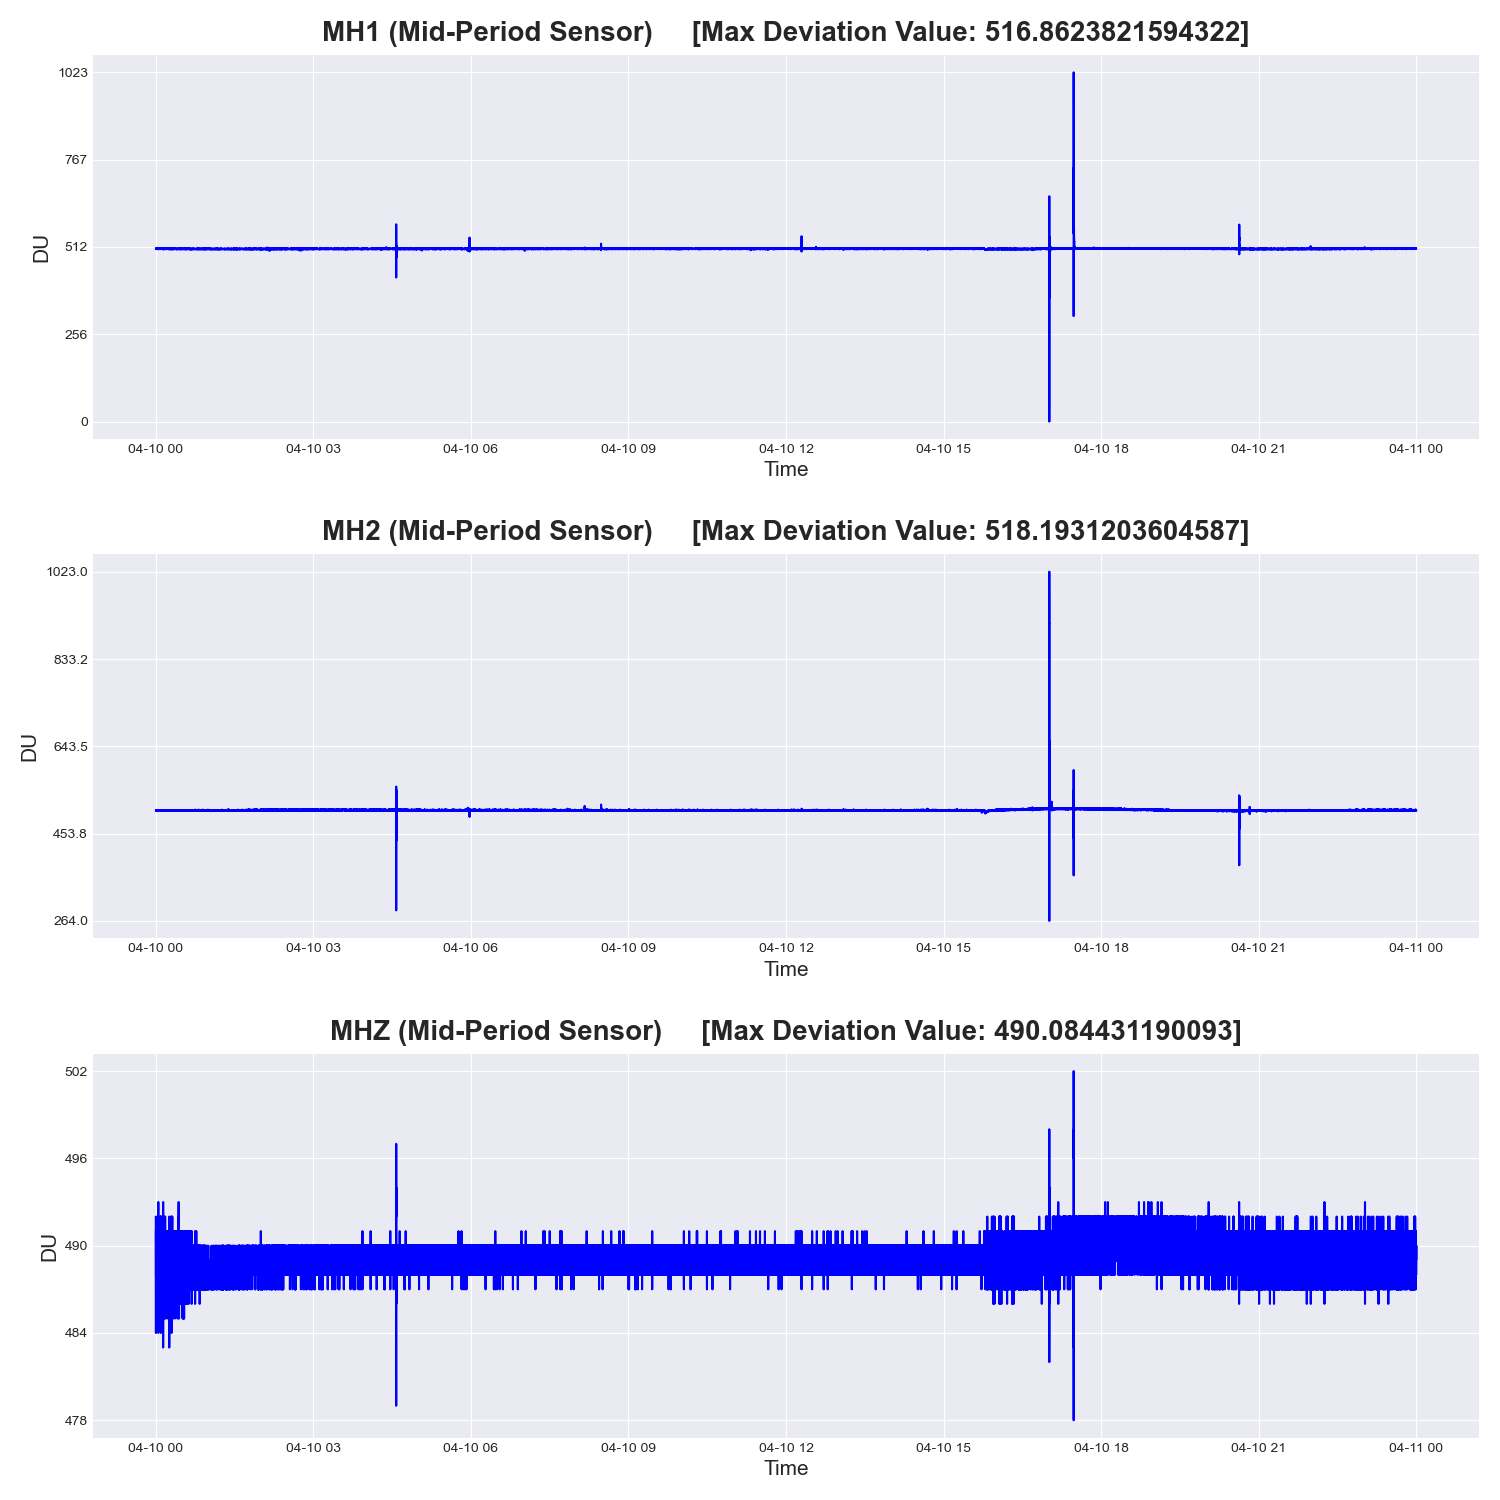 MH1 (Mid-Period Sensor) [Max Deviation Value: 516.8623821594322]
1023
767
512
256
0
DU
04-10 00 04-10 03 04-10 06 04-10 09 04-10 12 04-10 15 04-10 18 04-10 21 04-11 00
Time
MH2 (Mid-Period Sensor) [Max Deviation Value: 518.1931203604587]
1023.0
833.2
643.5
453.8
264.0
DU
04-10 00 04-10 03 04-10 06 04-10 09 04-10 12 04-10 15 04-10 18 04-10 21 04-11 00
Time
MHZ (Mid-Period Sensor) [Max Deviation Value: 490.084431190093]
502
496
490
484
478
DU
04-10 00 04-10 03 04-10 06 04-10 09 04-10 12 04-10 15 04-10 18 04-10 21 04-11 00
Time